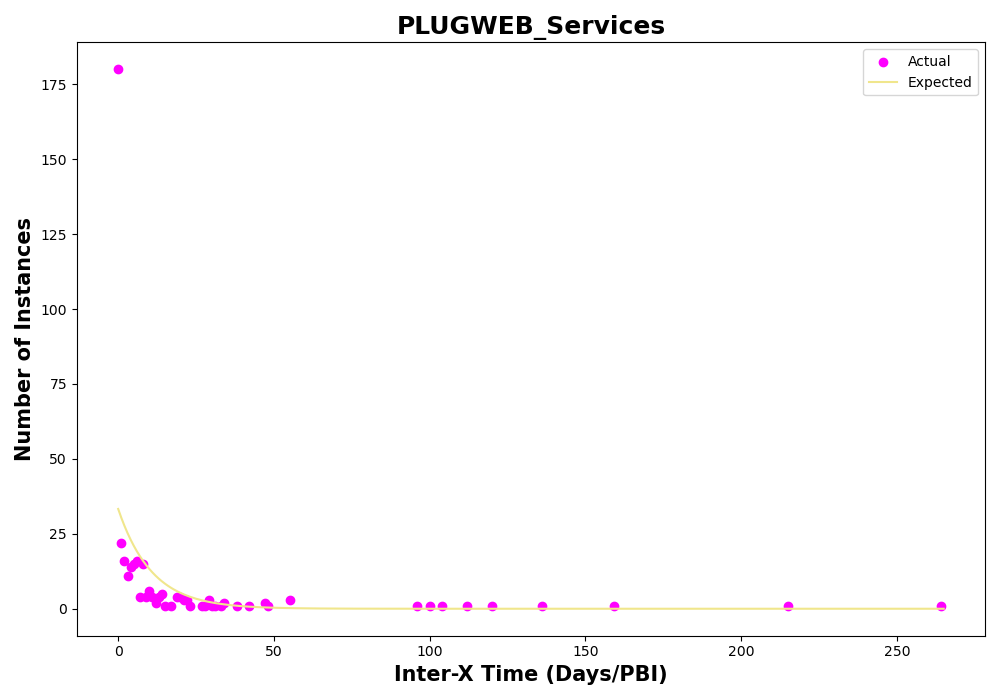 PLUGWEB_Services
Actual
Expected
175
150
125
100
75
50
25
0
Number of Instances
0
50
100
150
200
250
Inter-X Time (Days/PBI)